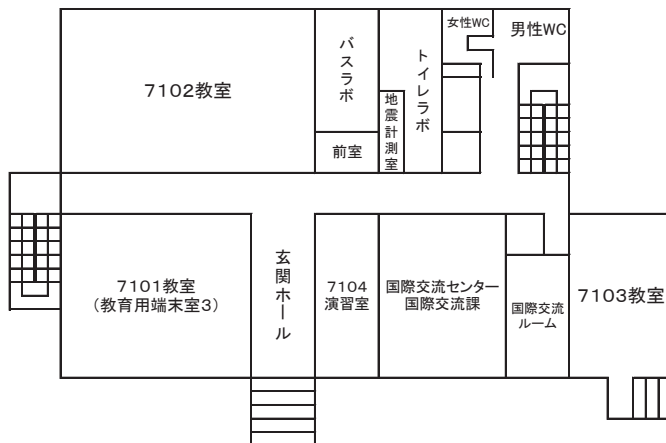 女性WC
男性WC
7102教室
バスラボ
トイレラボ
地震計測室
前室
7101教室
(教育用端末室3)
玄関ホール
7104
演習室
国際交流センター
国際交流課
国際交流
ルーム
7103教室